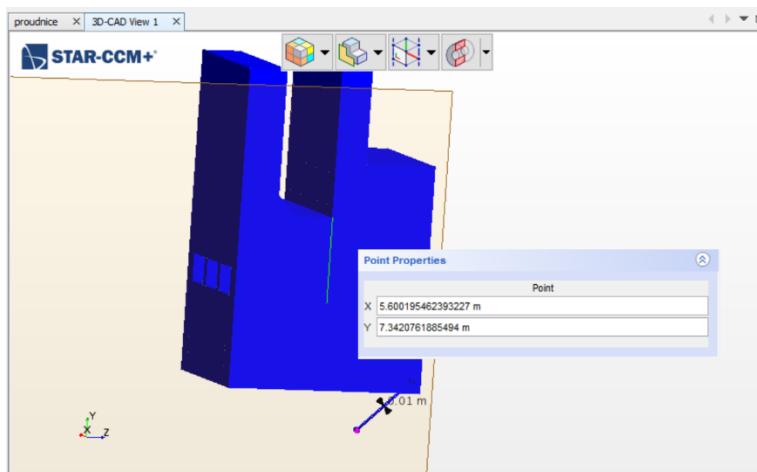 proudnice X 3D-CAD View 1 X
STAR-CCM+
Point Properties
Point
X 5.600195462393227 m
Y 7.3420761885494 m
0.01 m
Y
X Z